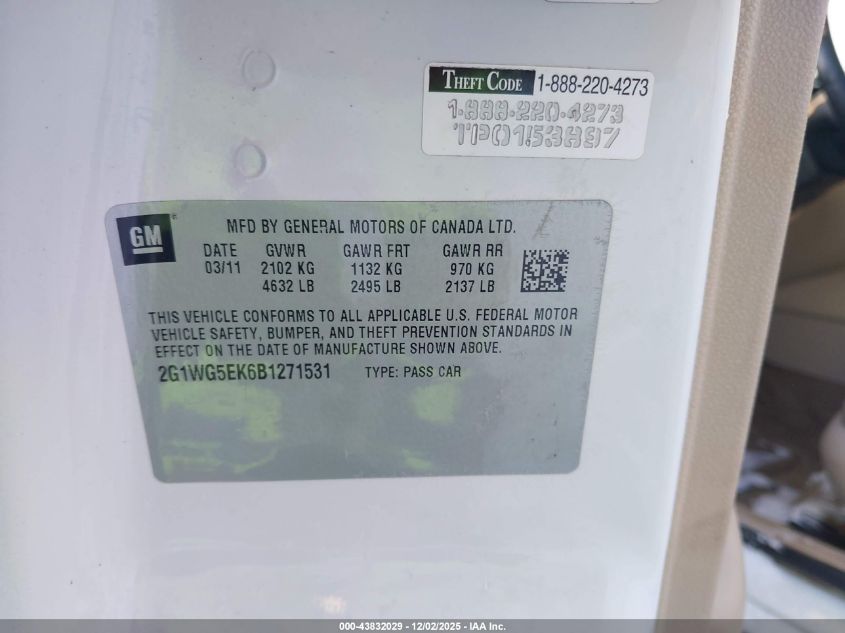 THEFT CODE 1-888-220-4273
1-888-220-4273
TP0153897
GM
MFD BY GENERAL MOTORS OF CANADA LTD.
DATE GVWR GAWR FRT GAWR RR
03/11 2102 KG 1132 KG 970 KG
4632 LB 2495 LB 2137 LB
THIS VEHICLE CONFORMS TO ALL APPLICABLE U.S. FEDERAL MOTOR
VEHICLE SAFETY, BUMPER, AND THEFT PREVENTION STANDARDS IN
EFFECT ON THE DATE OF MANUFACTURE SHOWN ABOVE.
2G1WG5EK6B1271531 TYPE: PASS CAR
000-43832029 - 12/02/2025 - IAA Inc.